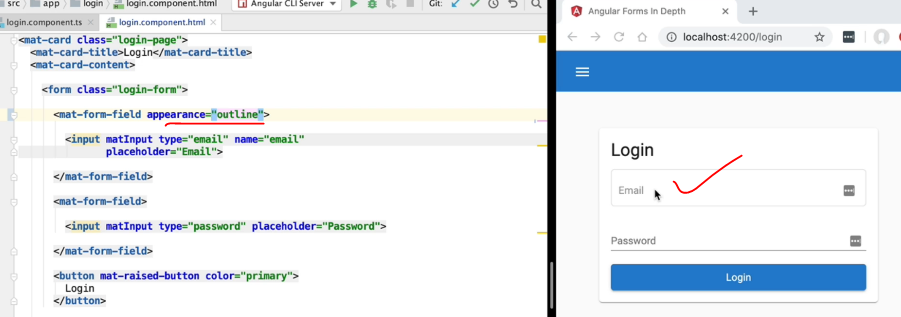 src app login login.component.html Angular CLI Server Git:
login.component.ts × login.component.html ×
<mat-card class="login-page">
<mat-card-title>Login</mat-card-title>
<mat-card-content>
<form class="login-form">
<mat-form-field appearance="outline">
<input matInput type="email" name="email"
placeholder="Email">
</mat-form-field>
<mat-form-field>
<input matInput type="password" placeholder="Password">
</mat-form-field>
<button mat-raised-button color="primary">
Login
</button>
Angular Forms In Depth
localhost:4200/login
Login
Email
Password
Login